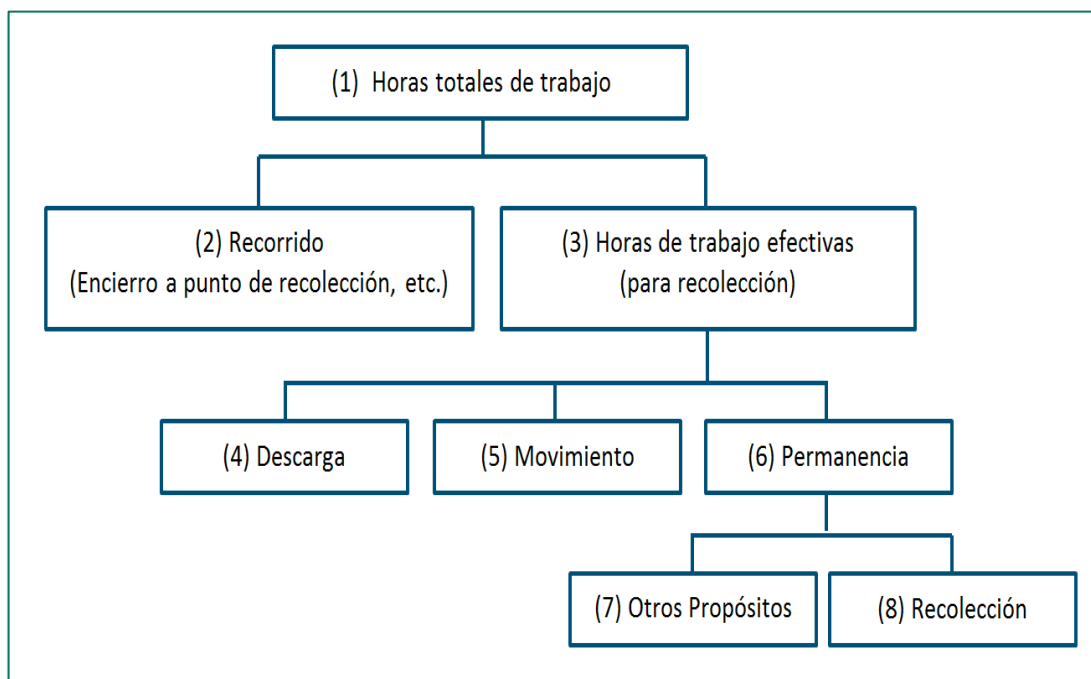 (1) Horas totales de trabajo
(2) Recorrido
(Encierro a punto de recolección, etc.)
(3) Horas de trabajo efectivas
(para recolección)
(4) Descarga
(5) Movimiento
(6) Permanencia
(7) Otros Propósitos
(8) Recolección